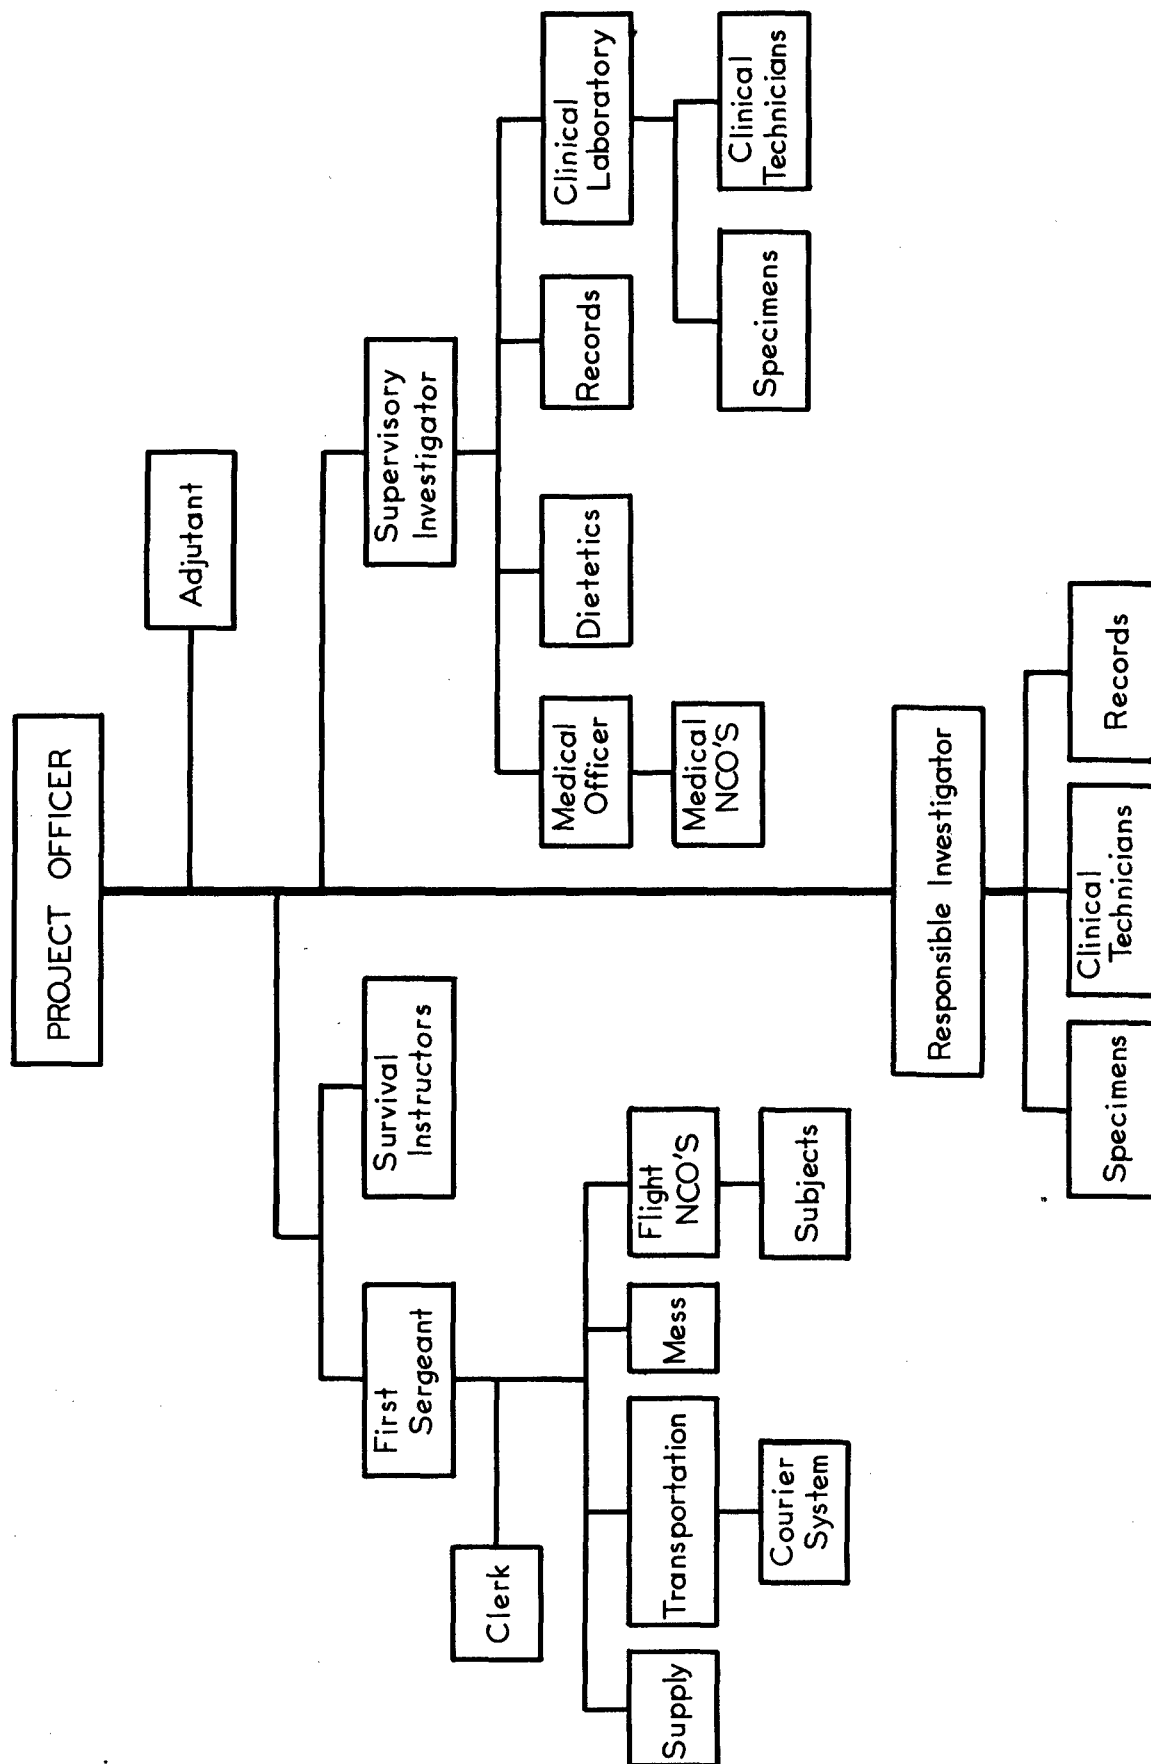 PROJECT OFFICER
Adjutant
First
Sergeant
Survival
Instructors
Supervisory
Investigator
Clerk
Supply
Transportation
Mess
Flight
NCO'S
Medical
Officer
Dietetics
Records
Clinical
Laboratory
Courier
System
Subjects
Medical
NCO'S
Specimens
Clinical
Technicians
Responsible Investigator
Specimens
Clinical
Technicians
Records